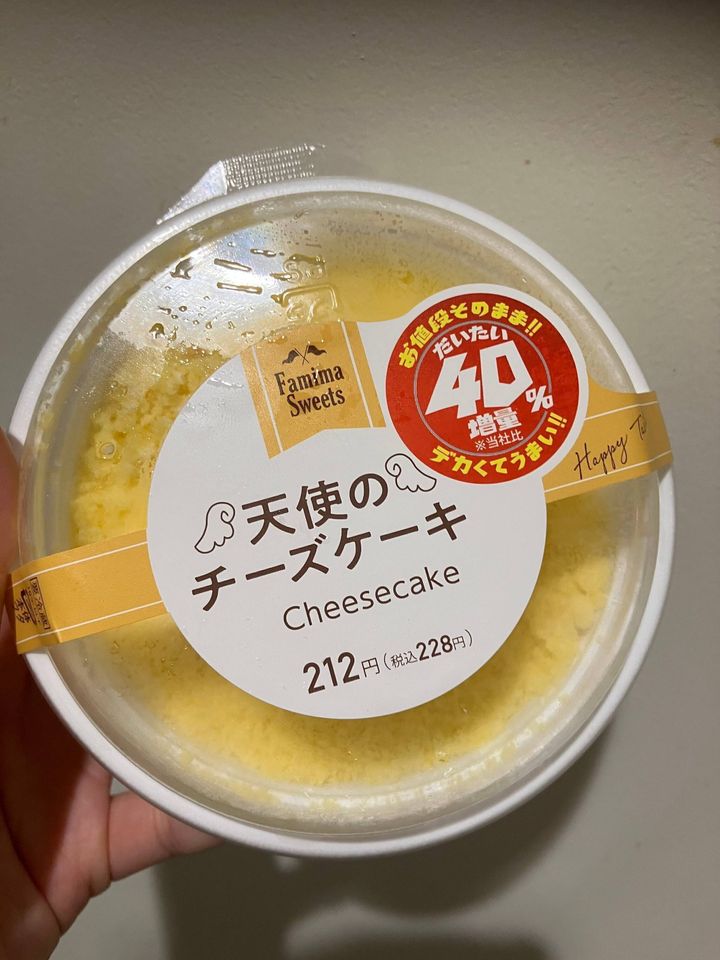 Famima
Sweets
お値段そのまま!!
だいたい
40%
増量
※当社比
デカくてうまい!!
Happy
天使の
チーズケーキ
Cheesecake
212円(税込228円)